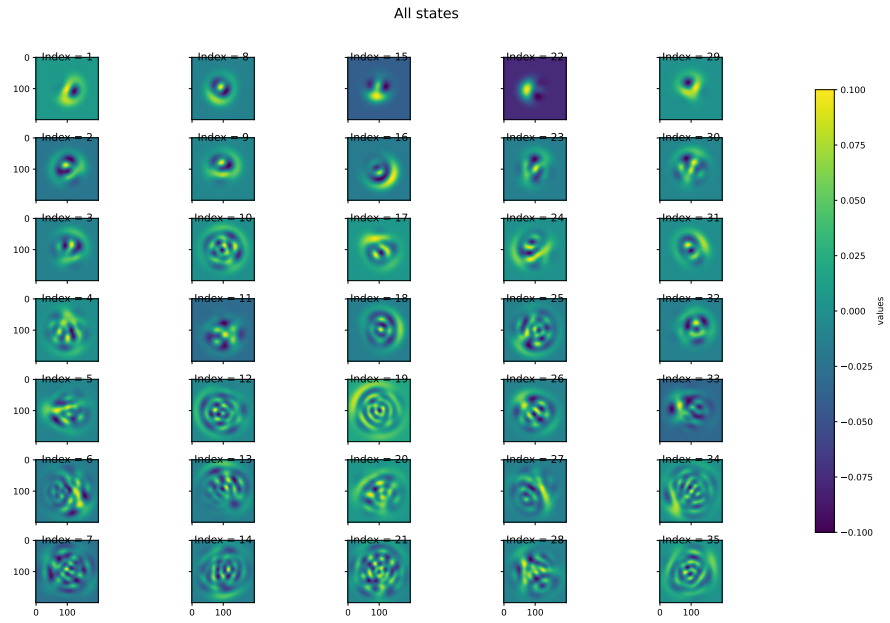 All states
Index = 1
Index = 8
Index = 15
Index = 22
Index = 29
0
100
Index = 2
Index = 9
Index = 16
Index = 23
Index = 30
0
100
Index = 3
Index = 10
Index = 17
Index = 24
Index = 31
0
100
Index = 4
Index = 11
Index = 18
Index = 25
Index = 32
0
100
Index = 5
Index = 12
Index = 19
Index = 26
Index = 33
0
100
Index = 6
Index = 13
Index = 20
Index = 27
Index = 34
0
100
Index = 7
Index = 14
Index = 21
Index = 28
Index = 35
0
100
0 100
0 100
0 100
0 100
0 100
0.100
0.075
0.050
0.025
0.000
−0.025
−0.050
−0.075
−0.100
values